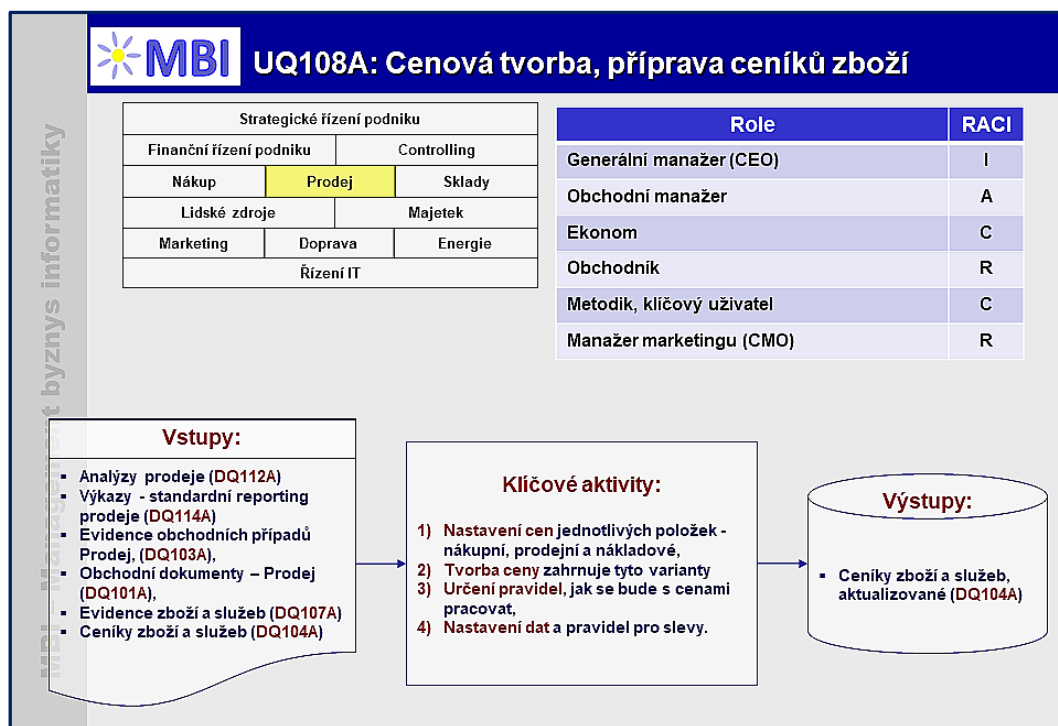 MBI
UQ108A: Cenová tvorba, příprava ceníků zboží
MBI – Management byznys informatiky
Strategické řízení podniku
Finanční řízení podniku
Controlling
Nákup
Prodej
Sklady
Lidské zdroje
Majetek
Marketing
Doprava
Energie
Řízení IT
Role RACI
Generální manažer (CEO) I
Obchodní manažer A
Ekonom C
Obchodník R
Metodik, klíčový uživatel C
Manažer marketingu (CMO) R
Vstupy:
▪ Analýzy prodeje (DQ112A)
▪ Výkazy - standardní reporting
prodeje (DQ114A)
▪ Evidence obchodních případů
Prodej, (DQ103A),
▪ Obchodní dokumenty – Prodej
(DQ101A),
▪ Evidence zboží a služeb (DQ107A)
▪ Ceníky zboží a služeb (DQ104A)
Klíčové aktivity:
1) Nastavení cen jednotlivých položek -
nákupní, prodejní a nákladové,
2) Tvorba ceny zahrnuje tyto varianty
3) Určení pravidel, jak se bude s cenami
pracovat,
4) Nastavení dat a pravidel pro slevy.
Výstupy:
▪ Ceníky zboží a služeb,
aktualizované (DQ104A)